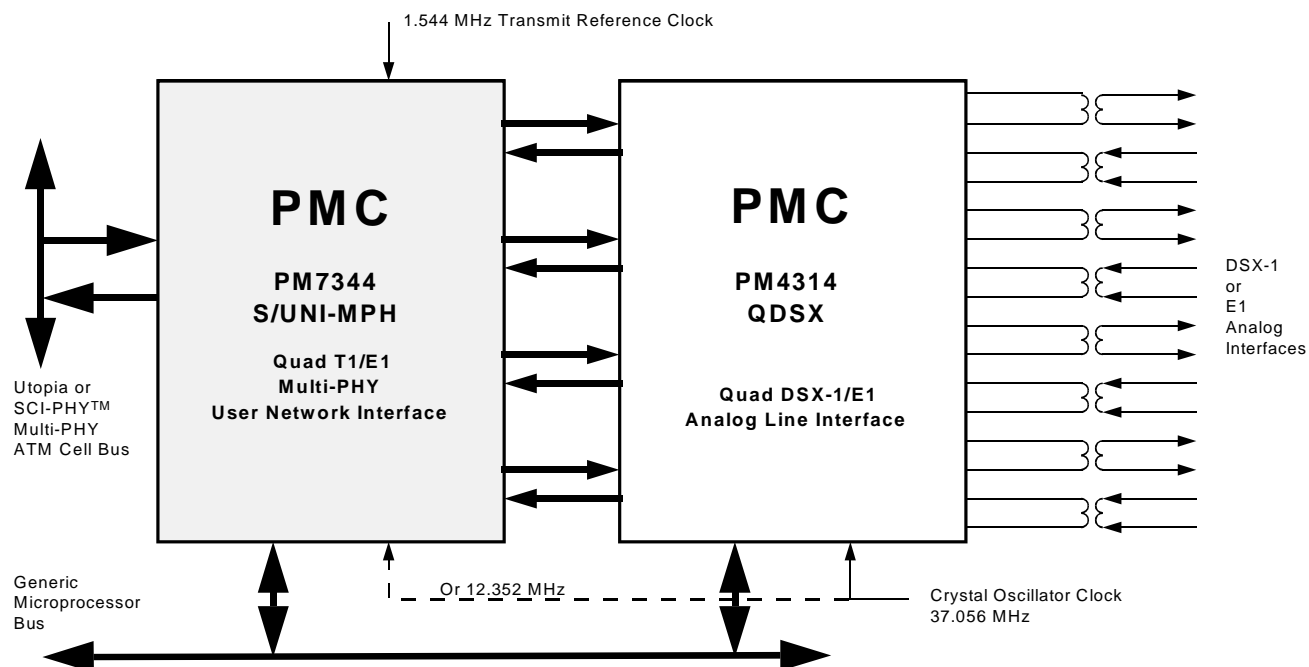 1.544 MHz Transmit Reference Clock
PMC
PM7344
S/UNI-MPH
Quad T1/E1
Multi-PHY
User Network Interface
PMC
PM4314
QDSX
Quad DSX-1/E1
Analog Line Interface
DSX-1
or
E1
Analog
Interfaces
Utopia or
SCI-PHY™
Multi-PHY
ATM Cell Bus
Generic
Microprocessor
Bus
Or 12.352 MHz
Crystal Oscillator Clock
37.056 MHz